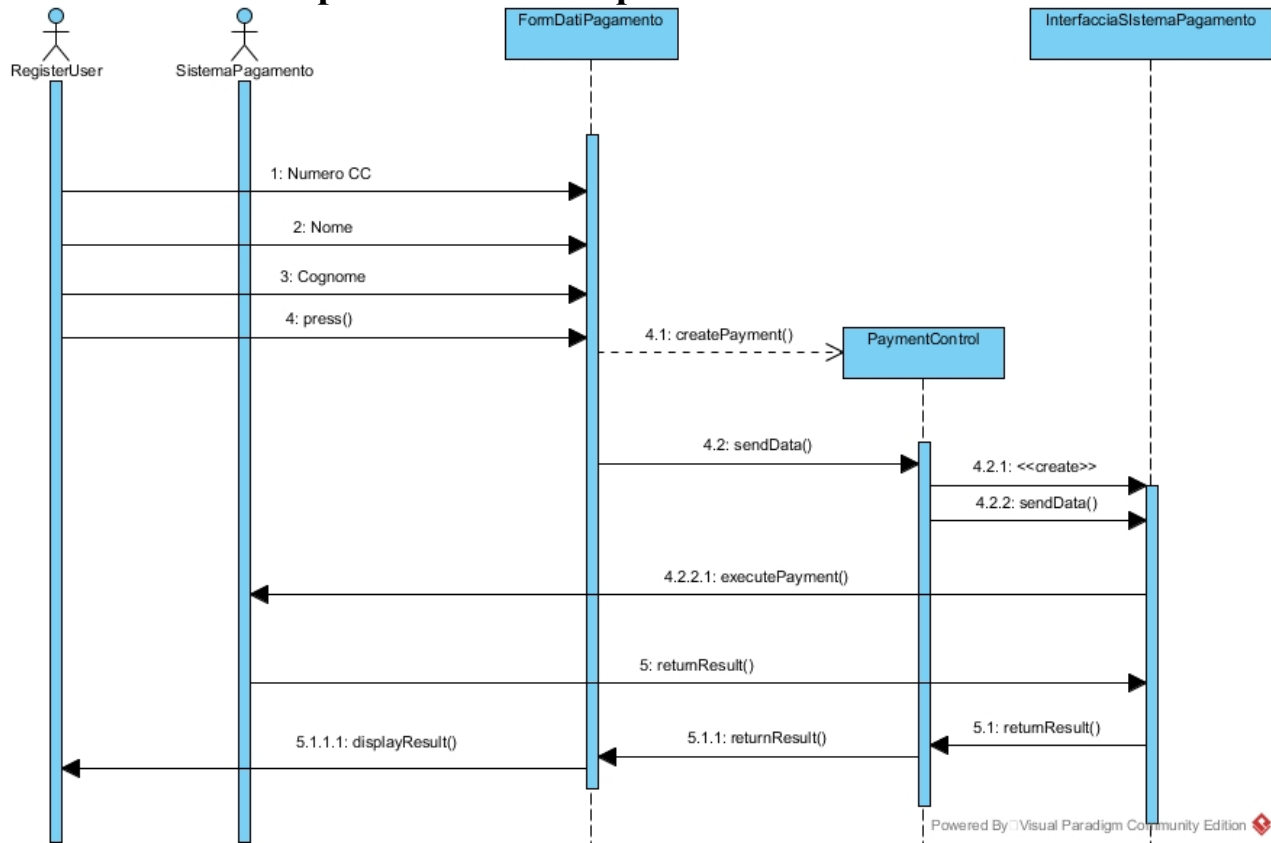 FormDatiPagamento
InterfacciaSIstemaPagamento
RegisterUser
SistemaPagamento
1: Numero CC
2: Nome
3: Cognome
4: press()
4.1: createPayment()
PaymentControl
4.2: sendData()
4.2.1: <<create>>
4.2.2: sendData()
4.2.2.1: executePayment()
5: returnResult()
5.1: returnResult()
5.1.1: returnResult()
5.1.1.1: displayResult()
Powered By Visual Paradigm Community Edition